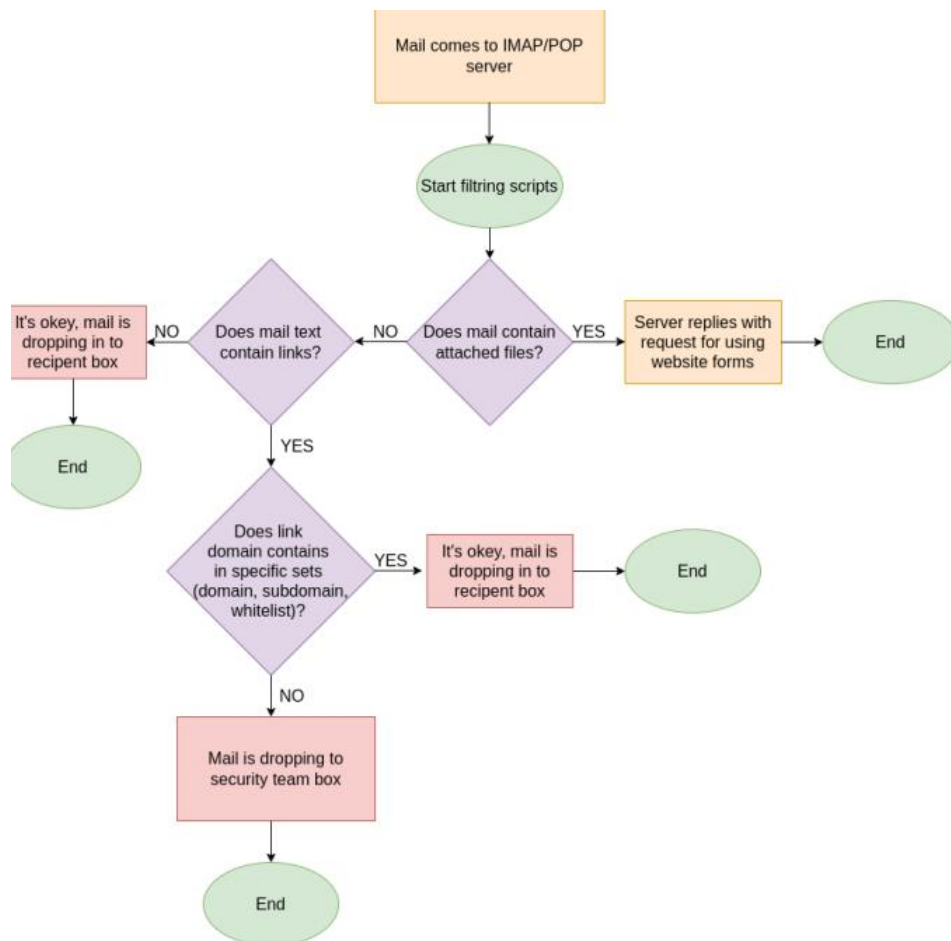 Mail comes to IMAP/POP
server
Start filtring scripts
Does mail contain
attached files?
YES
Server replies with
request for using
website forms
End
NO
Does mail text
contain links?
NO
It's okey, mail is
dropping in to
recipent box
End
YES
Does link
domain contains
in specific sets
(domain, subdomain,
whitelist)?
YES
It's okey, mail is
dropping in to
recipent box
End
NO
Mail is dropping to
security team box
End